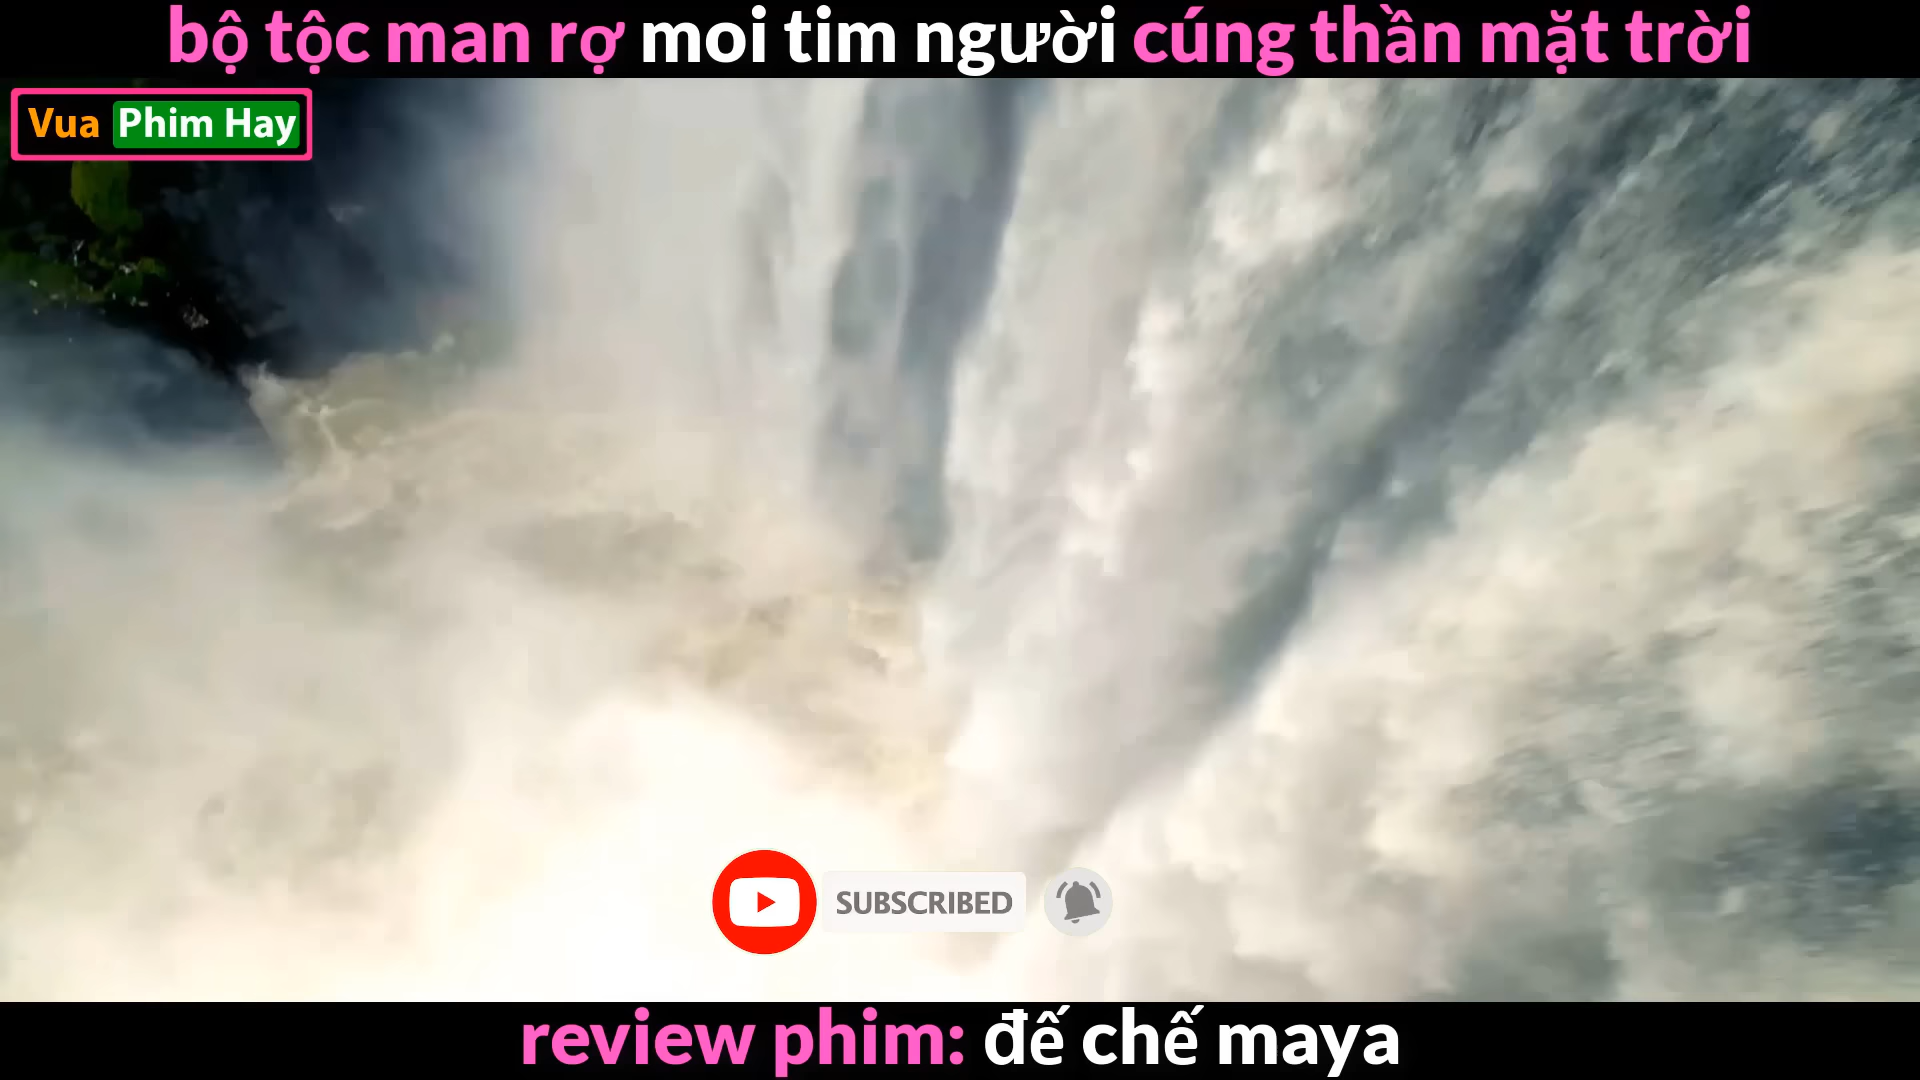 bộ tộc man rợ moi tim người cúng thần mặt trời
Vua Phim Hay
SUBSCRIBED
review phim: đế chế maya